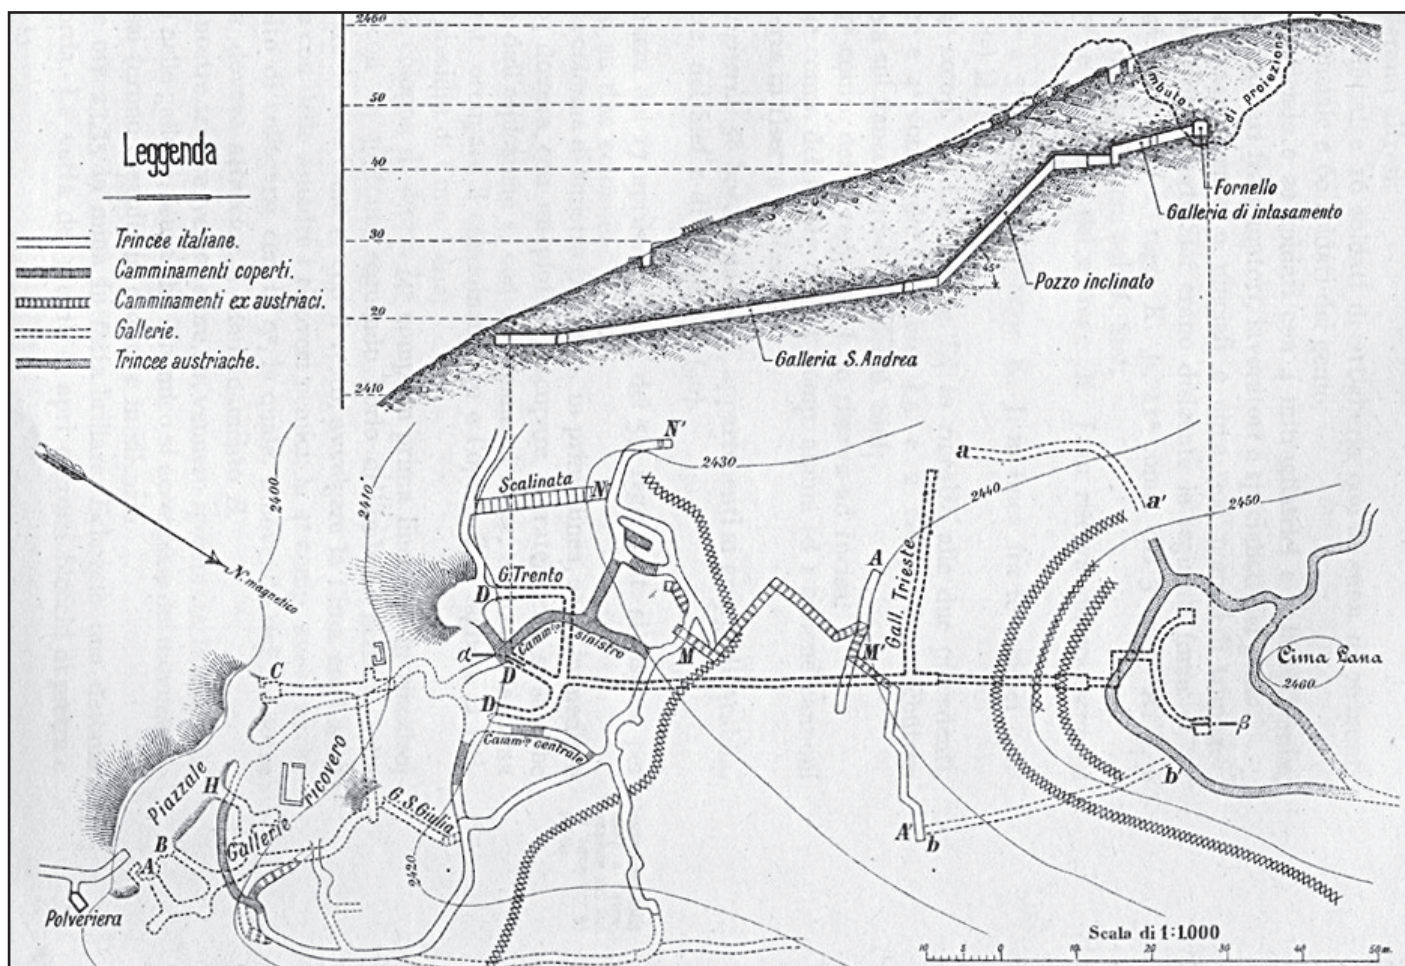 2460
50
40
30
20
2410
Leggenda
Trincee italiane.
Camminamenti coperti.
Camminamenti ex austriaci.
Gallerie.
Trincee austriache.
imbuto
di proiezione
Fornello
Galleria di intasamento
Pozzo inclinato
45°
Galleria S. Andrea
N. magnetico
2400
2410
2430
2440
2450
Scalinata
N
N'
a
a'
G. Trento
D
Camm.to sinistro
α
D
D
Camm.to centrale
M
M'
A
Gall. Trieste
Cima Lana
2460
β
C
Piazzale
H
Gallerie ricovero
G. S. Giulia
B
A
2420
A'
b
b'
Polveriera
Scala di 1:1.000
10 5 0 10 20 30 40 50 m.